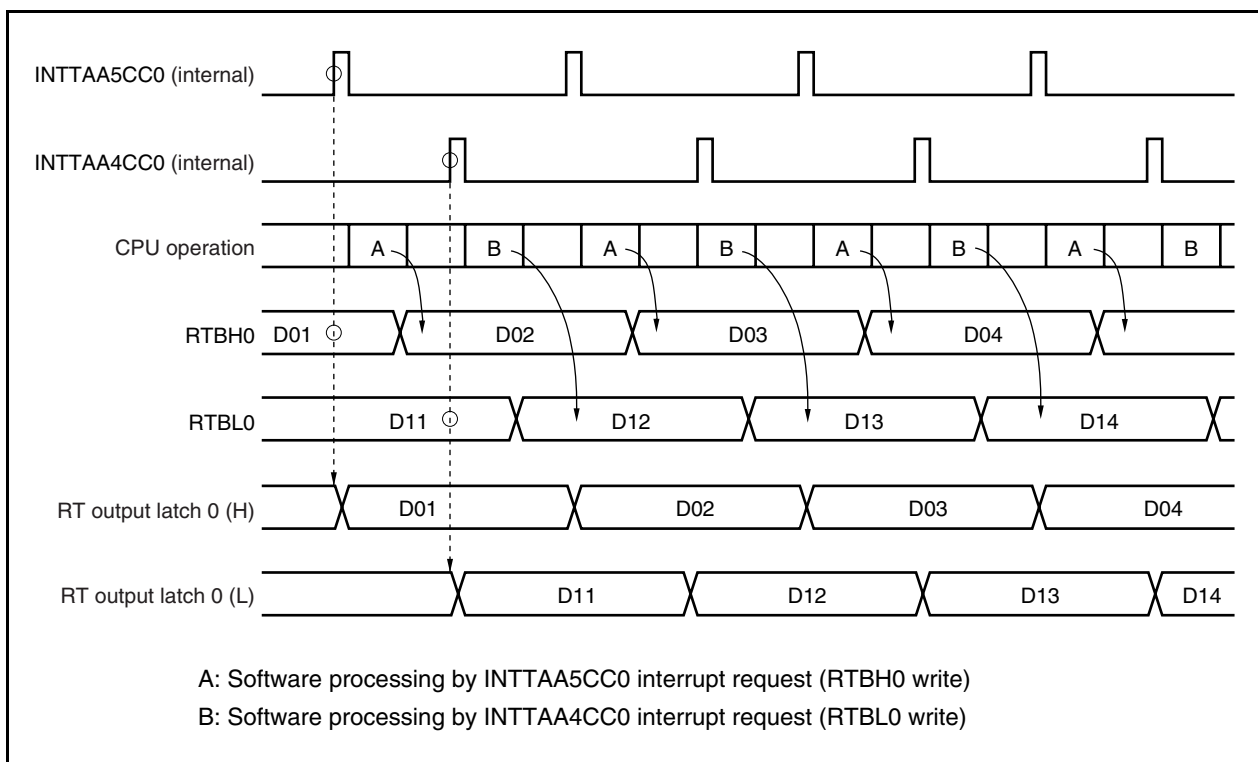 INTTAA5CC0 (internal)
INTTAA4CC0 (internal)
CPU operation A B A B A B A B
RTBH0 D01 D02 D03 D04
RTBL0 D11 D12 D13 D14
RT output latch 0 (H) D01 D02 D03 D04
RT output latch 0 (L) D11 D12 D13 D14
A: Software processing by INTTAA5CC0 interrupt request (RTBH0 write)
B: Software processing by INTTAA4CC0 interrupt request (RTBL0 write)